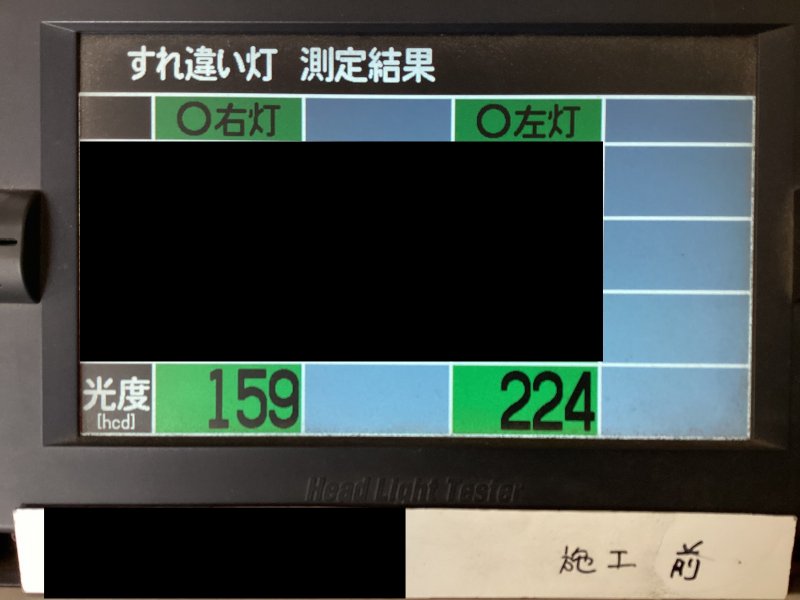 すれ違い灯 測定結果
○右灯 ○左灯
光度 [hcd] 159 224
Head Light Tester
施工 前